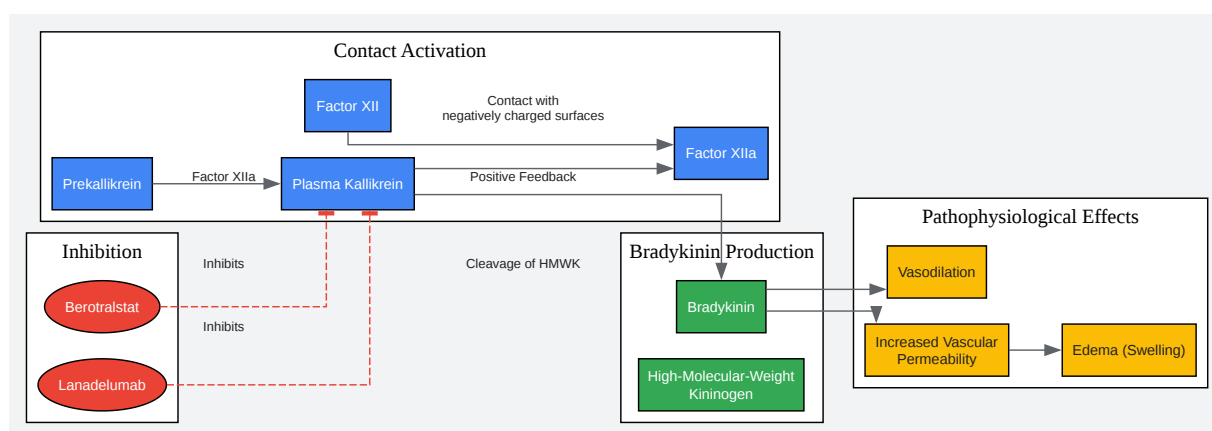 Contact Activation
Factor XII
Contact with
negatively charged surfaces
Factor XIIa
Prekallikrein
Factor XIIa
Plasma Kallikrein
Positive Feedback
Inhibition
Berotralstat
Lanadelumab
Inhibits
Inhibits
Cleavage of HMWK
Bradykinin Production
Bradykinin
High-Molecular-Weight
Kininogen
Pathophysiological Effects
Vasodilation
Increased Vascular
Permeability
Edema (Swelling)